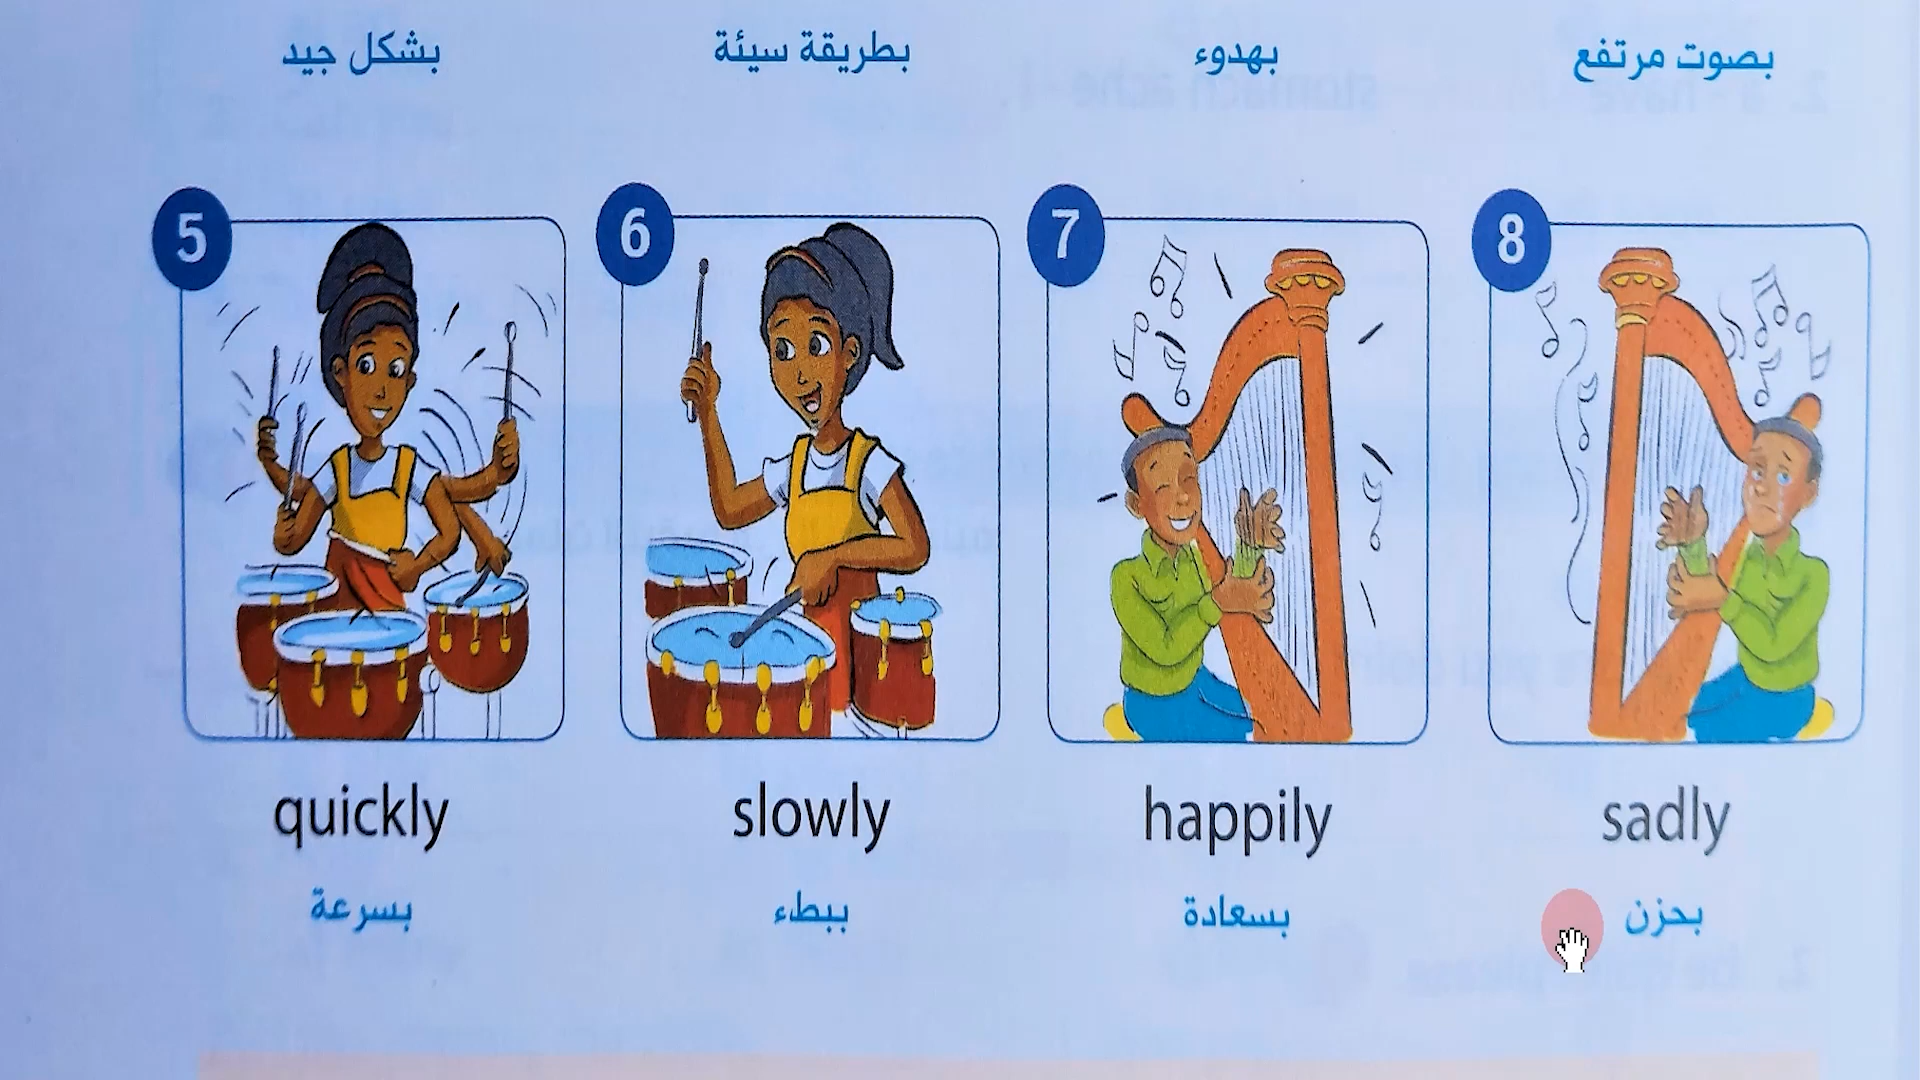 بشكل جيد
بطريقة سيئة
بهدوء
بصوت مرتفع
5
6
7
8
quickly
slowly
happily
sadly
بسرعة
ببطء
بسعادة
بحزن